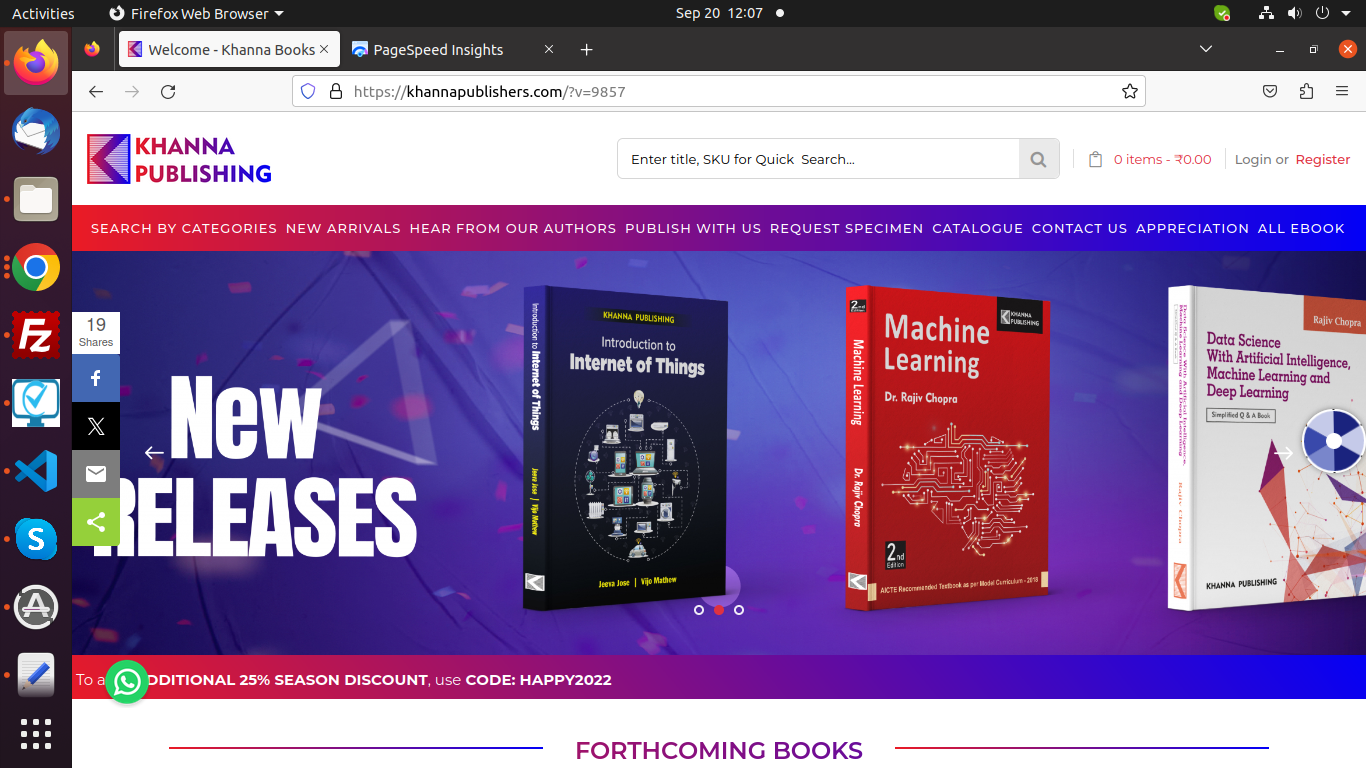 Activities
Firefox Web Browser
Sep 20 12:07
Welcome - Khanna Books
PageSpeed Insights
https://khannapublishers.com/?v=9857
KHANNA
PUBLISHING
Enter title, SKU for Quick Search...
0 items - ₹0.00
Login or Register
SEARCH BY CATEGORIES NEW ARRIVALS HEAR FROM OUR AUTHORS PUBLISH WITH US REQUEST SPECIMEN CATALOGUE CONTACT US APPRECIATION ALL EBOOK
19
Shares
New
RELEASES
Introduction to Internet of Things
Jeeva Jose | Vijo Mathew
KHANNA PUBLISHING
Introduction to
Internet of Things
Jeeva Jose | Vijo Mathew
2nd
Edition
Machine Learning
Dr. Rajiv Chopra
KHANNA
PUBLISHING
Machine
Learning
Dr. Rajiv Chopra
2nd
Edition
AICTE Recommended Textbook as per Model Curriculum - 2018
Rajiv Chopra
Data Science
With Artificial Intelligence,
Machine Learning and
Deep Learning
Simplified Q & A Book
KHANNA PUBLISHING
To a DDITIONAL 25% SEASON DISCOUNT, use CODE: HAPPY2022
FORTHCOMING BOOKS